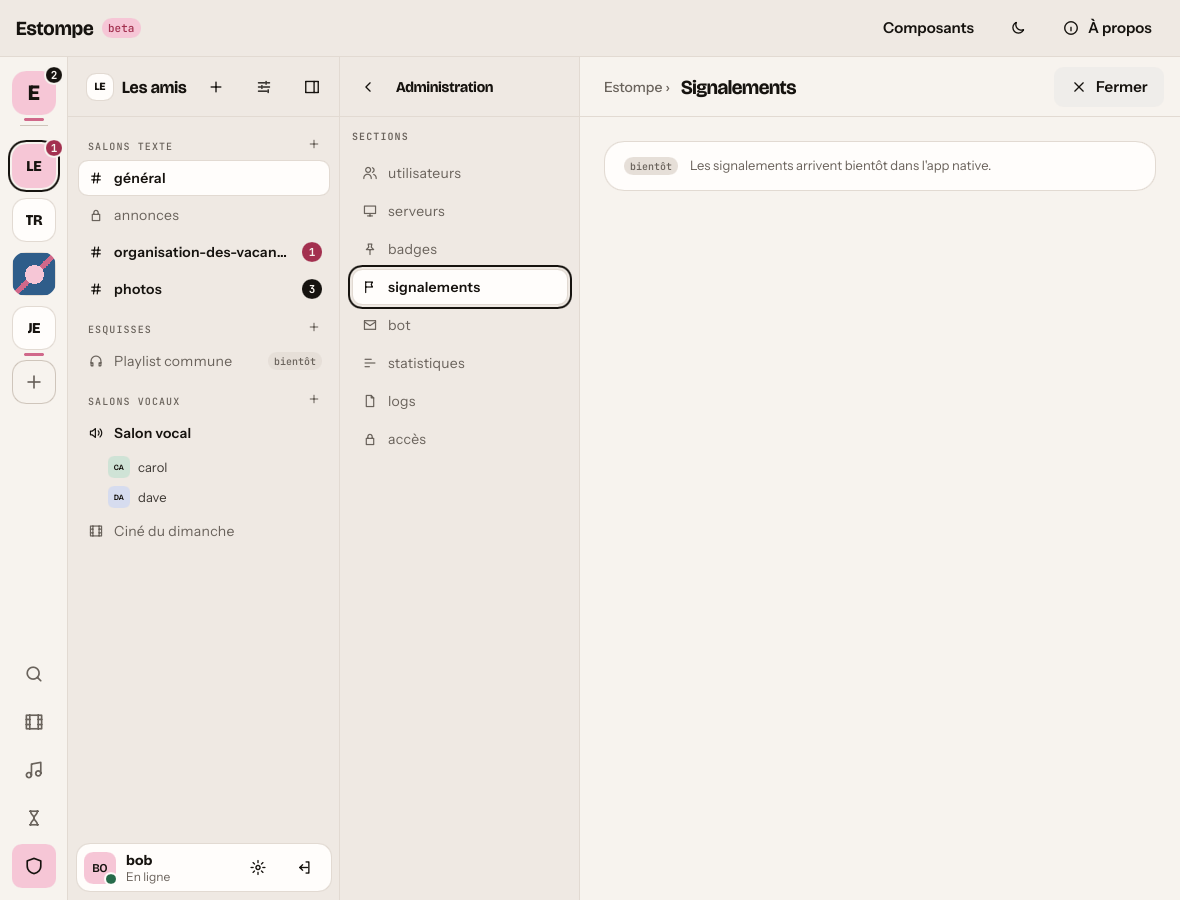 Estompe beta
Composants
À propos
E 2
LE 1
TR
JE
LE Les amis
SALONS TEXTE
# général
annonces
# organisation-des-vacan... 1
# photos 3
ESQUISSES
Playlist commune bientôt
SALONS VOCAUX
Salon vocal
CA carol
DA dave
Ciné du dimanche
BO bob
En ligne
Administration
SECTIONS
utilisateurs
serveurs
badges
signalements
bot
statistiques
logs
accès
Estompe › Signalements
Fermer
bientôt Les signalements arrivent bientôt dans l'app native.